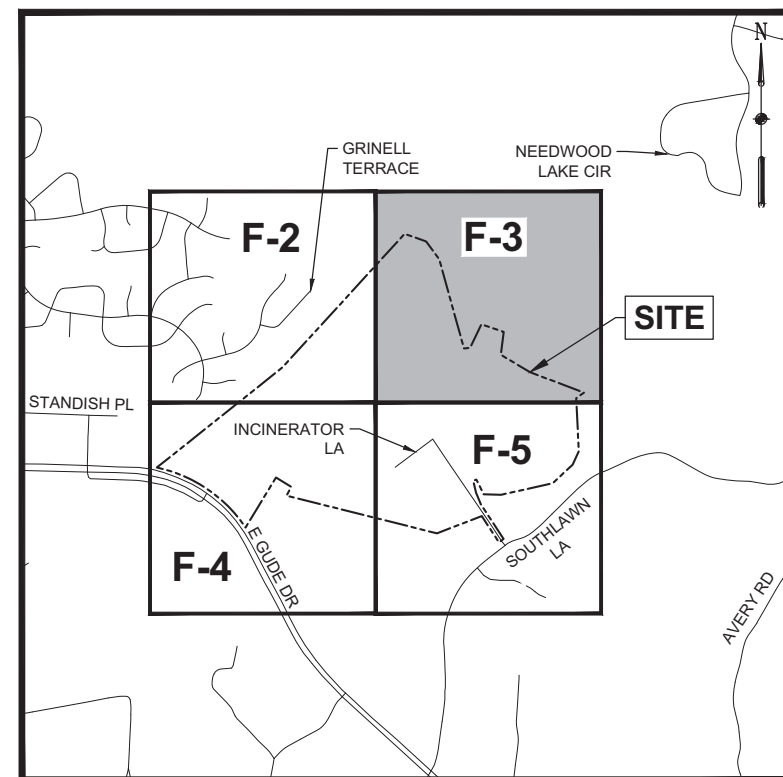 N
GRINELL
TERRACE
NEEDWOOD
LAKE CIR
F-2
F-3
SITE
STANDISH PL
INCINERATOR
LA
F-5
SOUTHLAWN
LA
E GUDE DR
F-4
AVERY RD